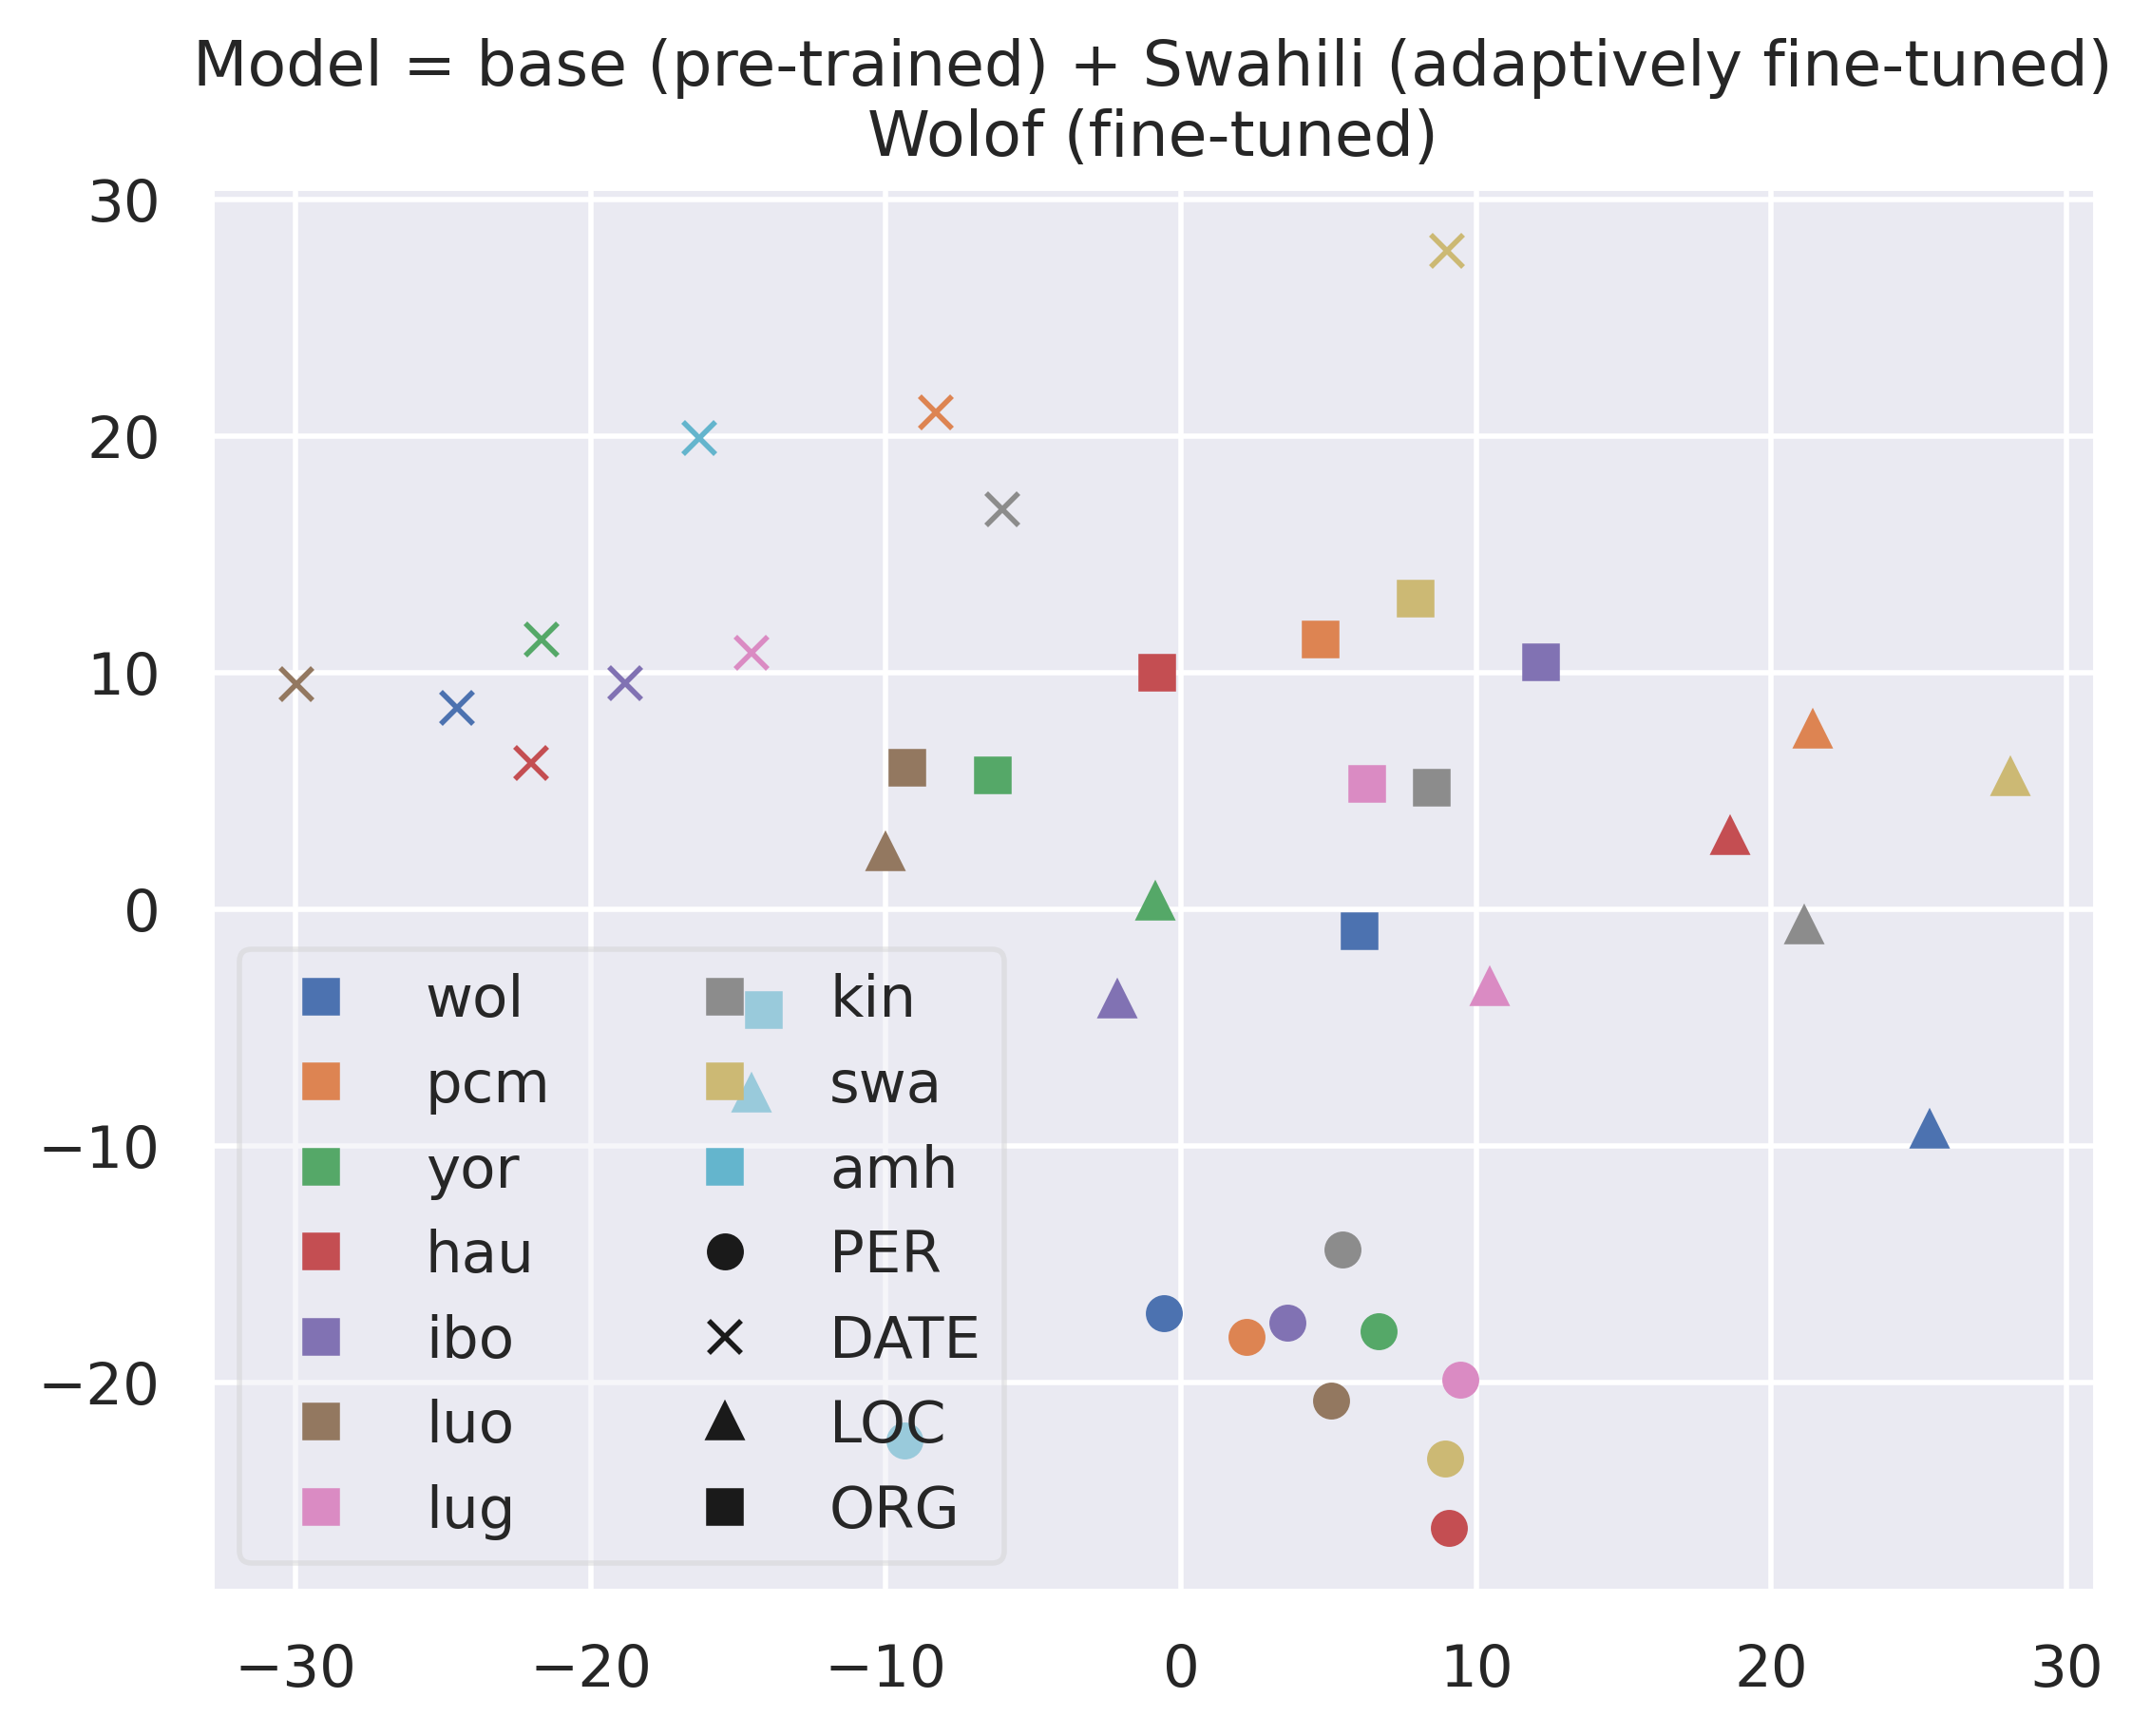 Model = base (pre-trained) + Swahili (adaptively fine-tuned)
Wolof (fine-tuned)
30
20
10
0
−10
−20
wol
pcm
yor
hau
ibo
luo
lug
kin
swa
amh
PER
DATE
LOC
ORG
−30
−20
−10
0
10
20
30